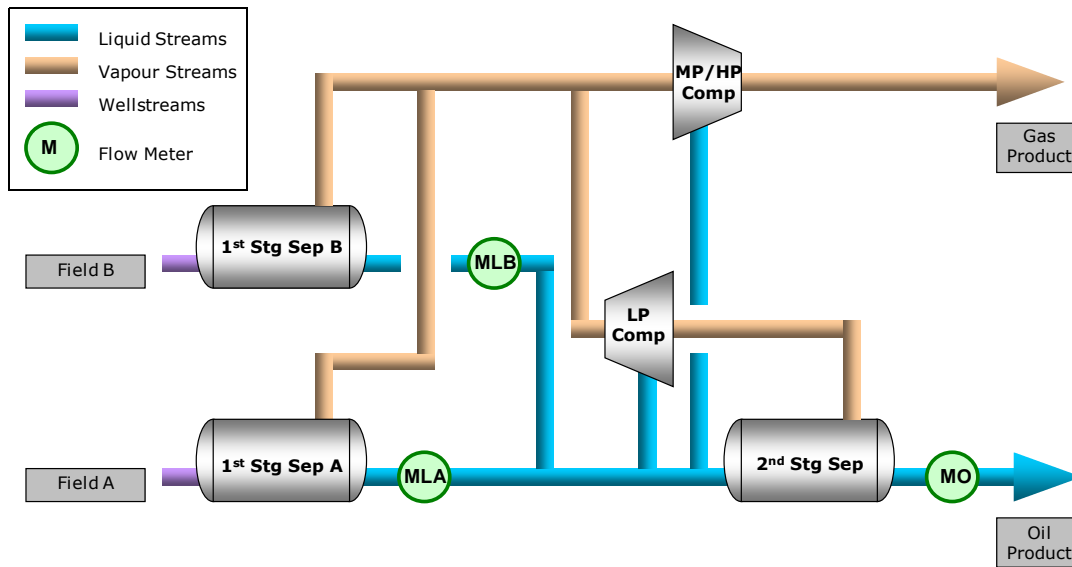 Liquid Streams
Vapour Streams
Wellstreams
M
Flow Meter
MP/HP
Comp
Gas
Product
1st Stg Sep B
Field B
MLB
LP
Comp
1st Stg Sep A
Field A
MLA
2nd Stg Sep
MO
Oil
Product